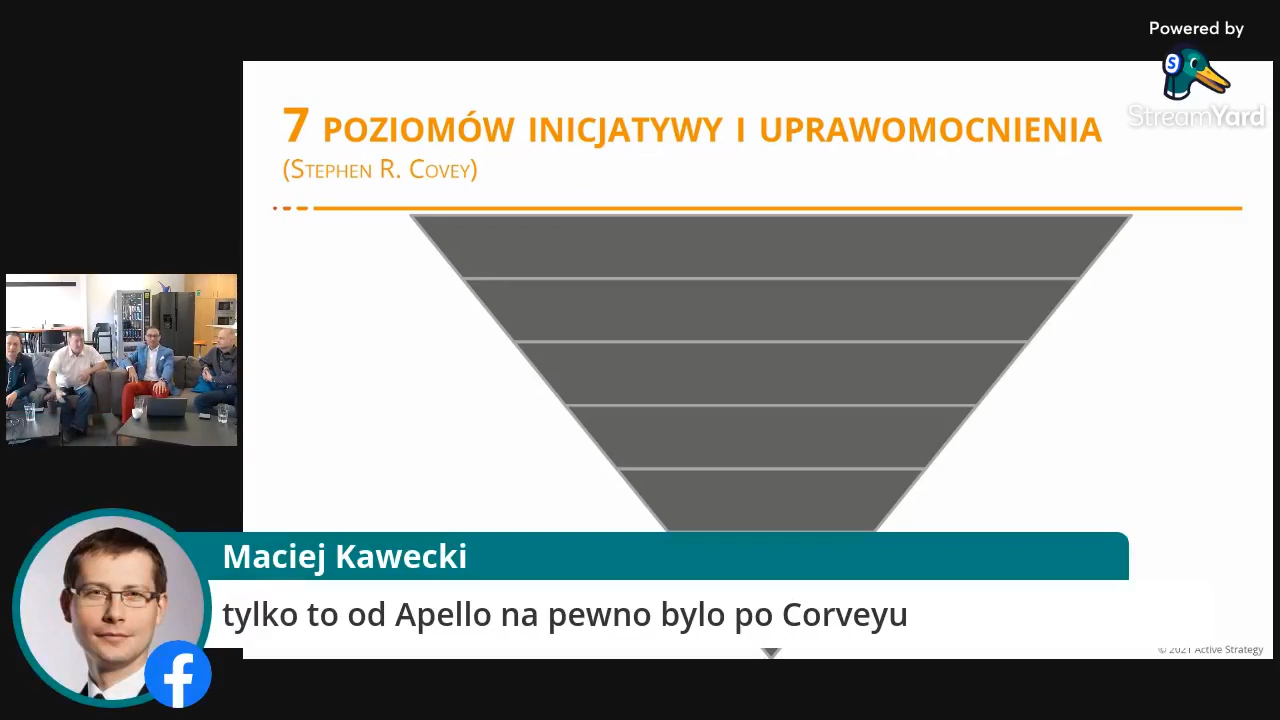 Powered by
StreamYard
7 POZIOMÓW INICJATYWY I UPRAWOMOCNIENIA
(Stephen R. Covey)
Maciej Kawecki
tylko to od Apello na pewno bylo po Corveyu
© 2021 Active Strategy